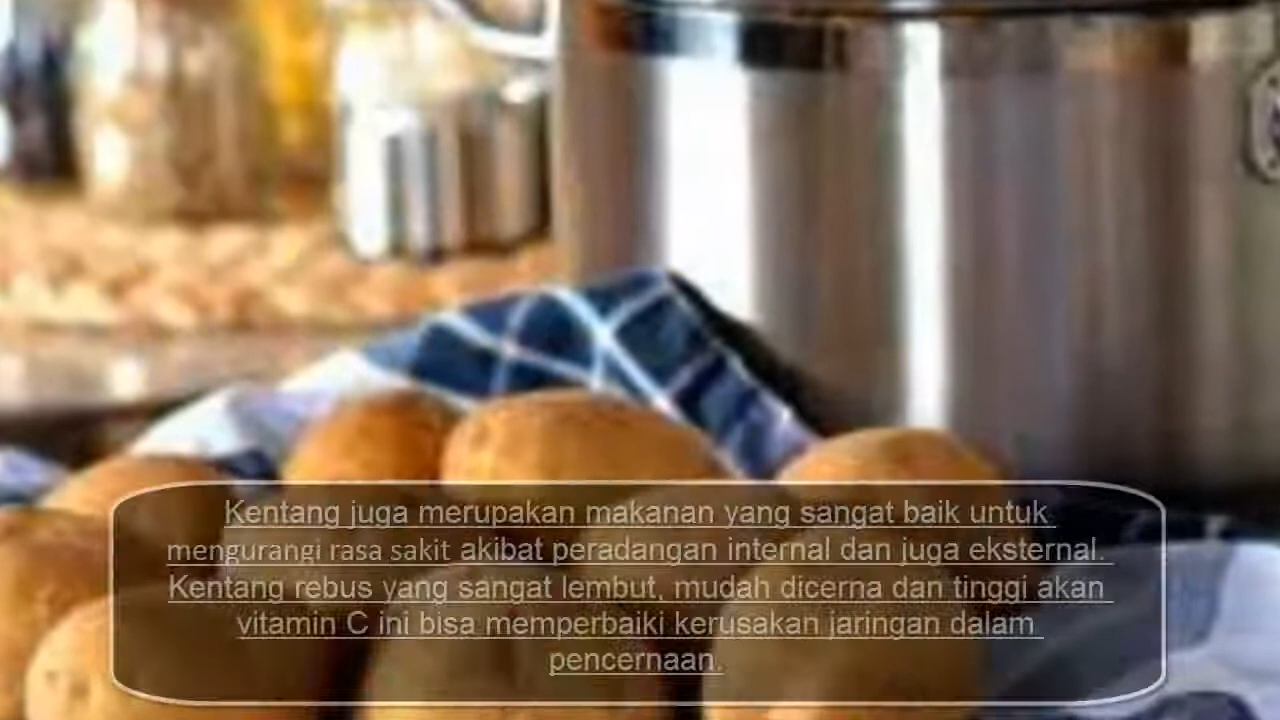 Kentang juga merupakan makanan yang sangat baik untuk
mengurangi rasa sakit akibat peradangan internal dan juga eksternal.
Kentang rebus yang sangat lembut, mudah dicerna dan tinggi akan
vitamin C ini bisa memperbaiki kerusakan jaringan dalam
pencernaan.